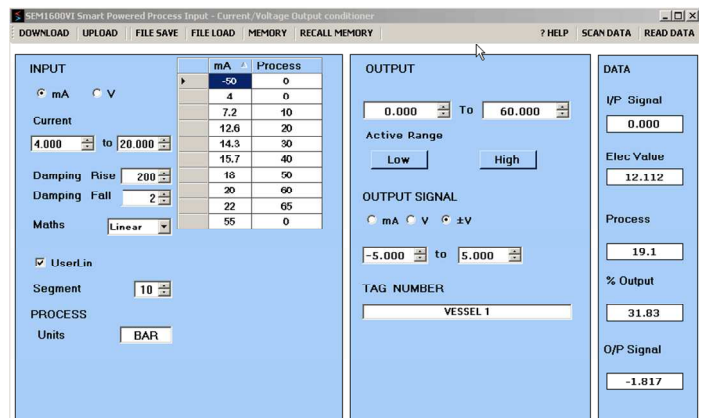 SEM1600VI Smart Powered Process Input - Current/Voltage Output conditioner
DOWNLOAD UPLOAD FILE SAVE FILE LOAD MEMORY RECALL MEMORY ? HELP SCAN DATA READ DATA
INPUT
mA V
Current
4.000 to 20.000
Damping Rise 200
Damping Fall 2
Maths Linear
UserLin
Segment 10
PROCESS
Units BAR
mA Process
-50 0
4 0
7.2 10
12.6 20
14.3 30
15.7 40
18 50
20 60
22 65
55 0
OUTPUT
0.000 To 60.000
Active Range
Low High
OUTPUT SIGNAL
mA V ±V
-5.000 to 5.000
TAG NUMBER
VESSEL 1
DATA
I/P Signal
0.000
Elec Value
12.112
Process
19.1
% Output
31.83
O/P Signal
-1.817